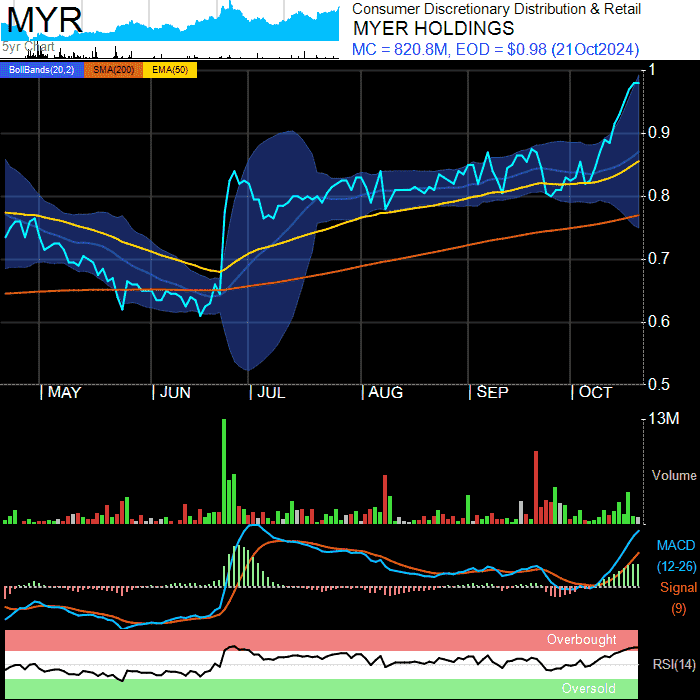 MYR
5yr Chart
Consumer Discretionary Distribution & Retail
MYER HOLDINGS
MC = 820.8M, EOD = $0.98 (21Oct2024)
BollBands(20,2) SMA(200) EMA(50)
1
0.9
0.8
0.7
0.6
0.5
MAY JUN JUL AUG SEP OCT
13M
Volume
MACD
(12-26)
Signal
(9)
Overbought
RSI(14)
Oversold